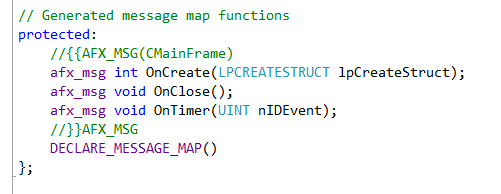 // Generated message map functions
protected:
//{{AFX_MSG(CMainFrame)
afx_msg int OnCreate(LPCREATESTRUCT lpCreateStruct);
afx_msg void OnClose();
afx_msg void OnTimer(UINT nIDEvent);
//}}AFX_MSG
DECLARE_MESSAGE_MAP()
};